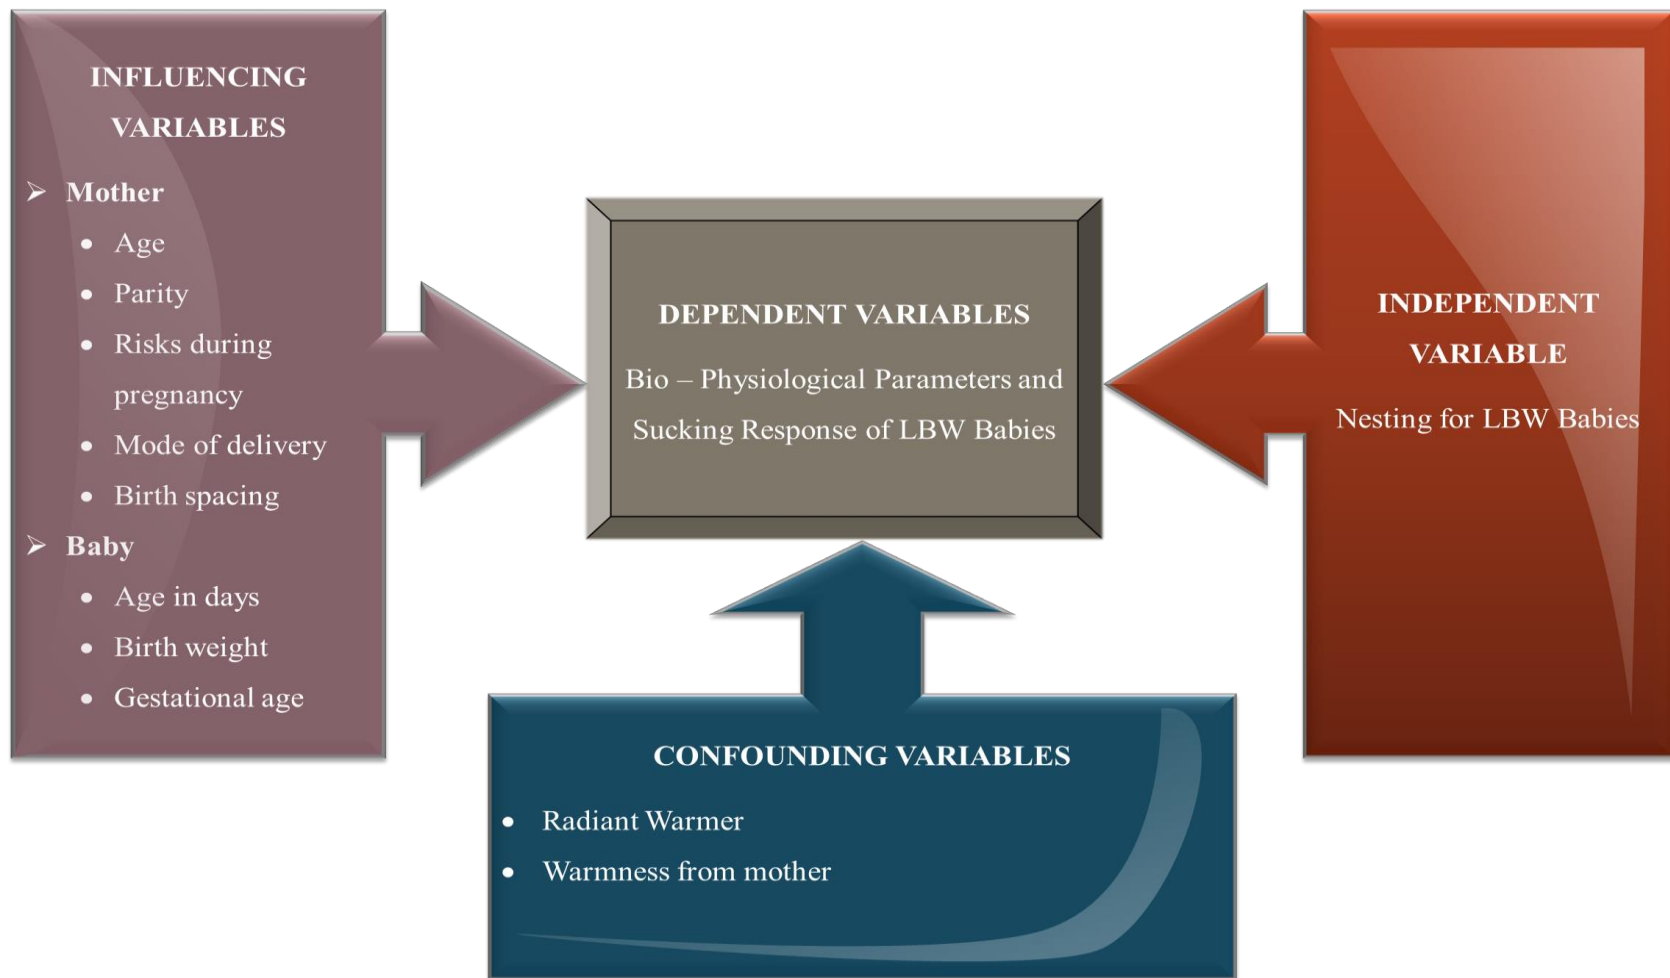 INFLUENCING
VARIABLES
➢ Mother
• Age
• Parity
• Risks during
pregnancy
• Mode of delivery
• Birth spacing
➢ Baby
• Age in days
• Birth weight
• Gestational age
DEPENDENT VARIABLES
Bio – Physiological Parameters and
Sucking Response of LBW Babies
INDEPENDENT
VARIABLE
Nesting for LBW Babies
CONFOUNDING VARIABLES
• Radiant Warmer
• Warmness from mother